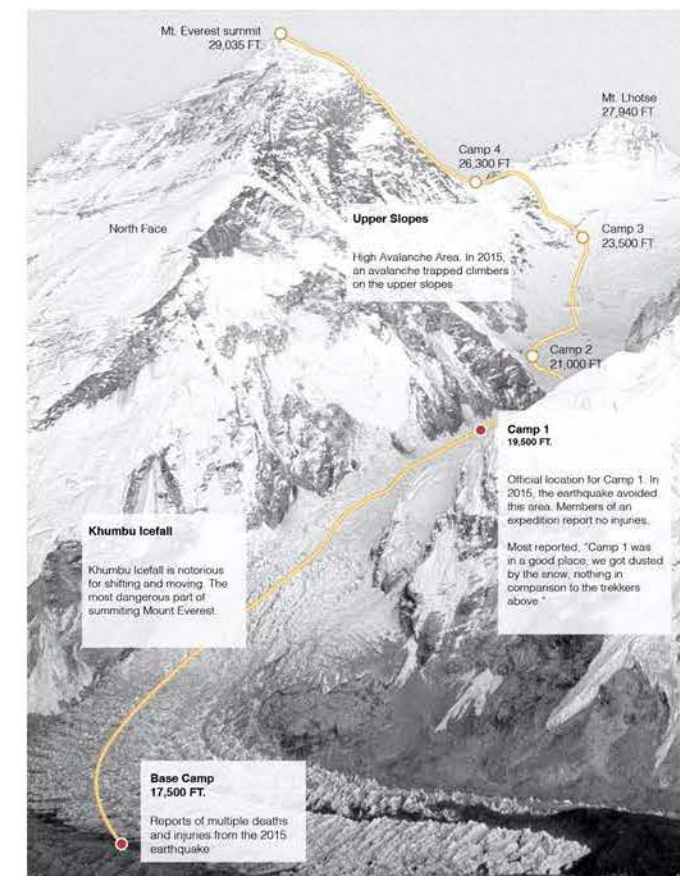 Mt. Everest summit
29,035 FT.
Mt. Lhotse
27,940 FT
Camp 4
26,300 FT.
Upper Slopes
High Avalanche Area. In 2015,
an avalanche trapped climbers
on the upper slopes
North Face
Camp 3
23,500 FT.
Camp 2
21,000 FT.
Camp 1
19,500 FT.
Official location for Camp 1. In
2015, the earthquake avoided
this area. Members of an
expedition report no injuries.
Most reported, "Camp 1 was
in a good place, we got dusted
by the snow, nothing in
comparison to the trekkers
above."
Khumbu Icefall
Khumbu Icefall is notorious
for shifting and moving. The
most dangerous part of
summiting Mount Everest.
Base Camp
17,500 FT.
Reports of multiple deaths
and injuries from the 2015
earthquake